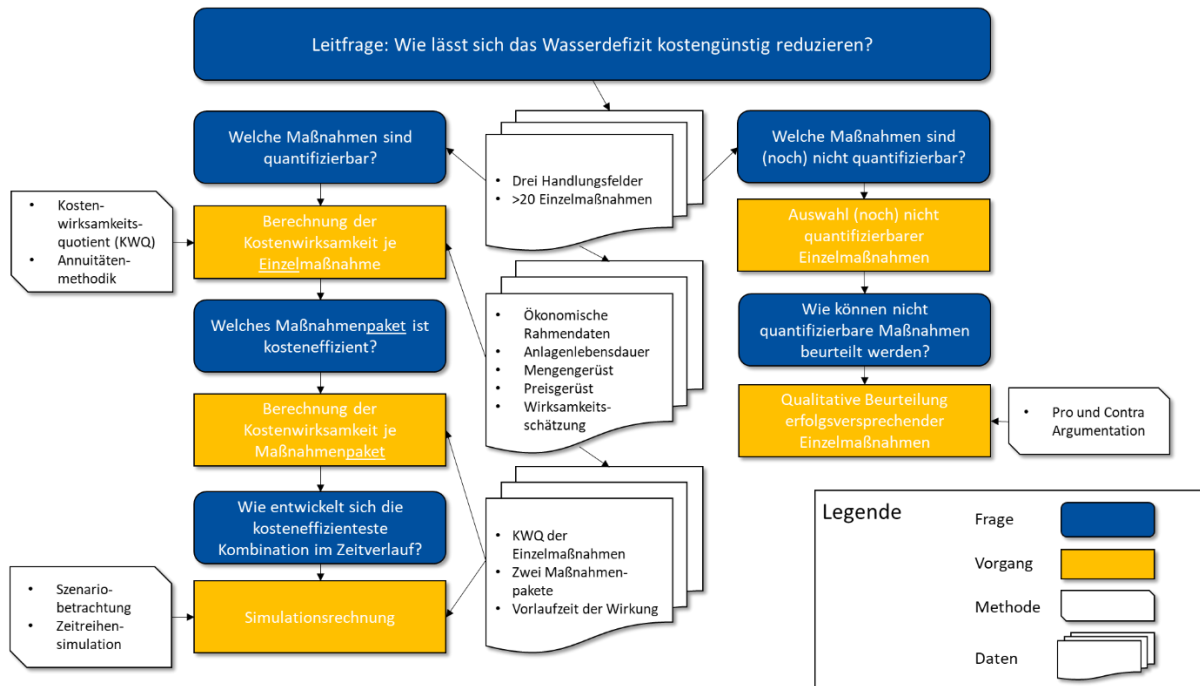 Leitfrage: Wie lässt sich das Wasserdefizit kostengünstig reduzieren?
Welche Maßnahmen sind
quantifizierbar?
• Drei Handlungsfelder
• >20 Einzelmaßnahmen
Welche Maßnahmen sind
(noch) nicht quantifizierbar?
• Kosten-
wirksamkeits-
quotient (KWQ)
• Annuitäten-
methodik
Berechnung der
Kostenwirksamkeit je
Einzelmaßnahme
Auswahl (noch) nicht
quantifizierbarer
Einzelmaßnahmen
Welches Maßnahmenpaket ist
kosteneffizient?
• Ökonomische
Rahmendaten
• Anlagenlebensdauer
• Mengengerüst
• Preisgerüst
• Wirksamkeits-
schätzung
Wie können nicht
quantifizierbare Maßnahmen
beurteilt werden?
Berechnung der
Kostenwirksamkeit je
Maßnahmenpaket
Qualitative Beurteilung
erfolgsversprechender
Einzelmaßnahmen
• Pro und Contra
Argumentation
Wie entwickelt sich die
kosteneffizienteste
Kombination im Zeitverlauf?
• KWQ der
Einzelmaßnahmen
• Zwei Maßnahmen-
pakete
• Vorlaufzeit der Wirkung
• Szenario-
betrachtung
• Zeitreihen-
simulation
Simulationsrechnung
Legende
Frage
Vorgang
Methode
Daten